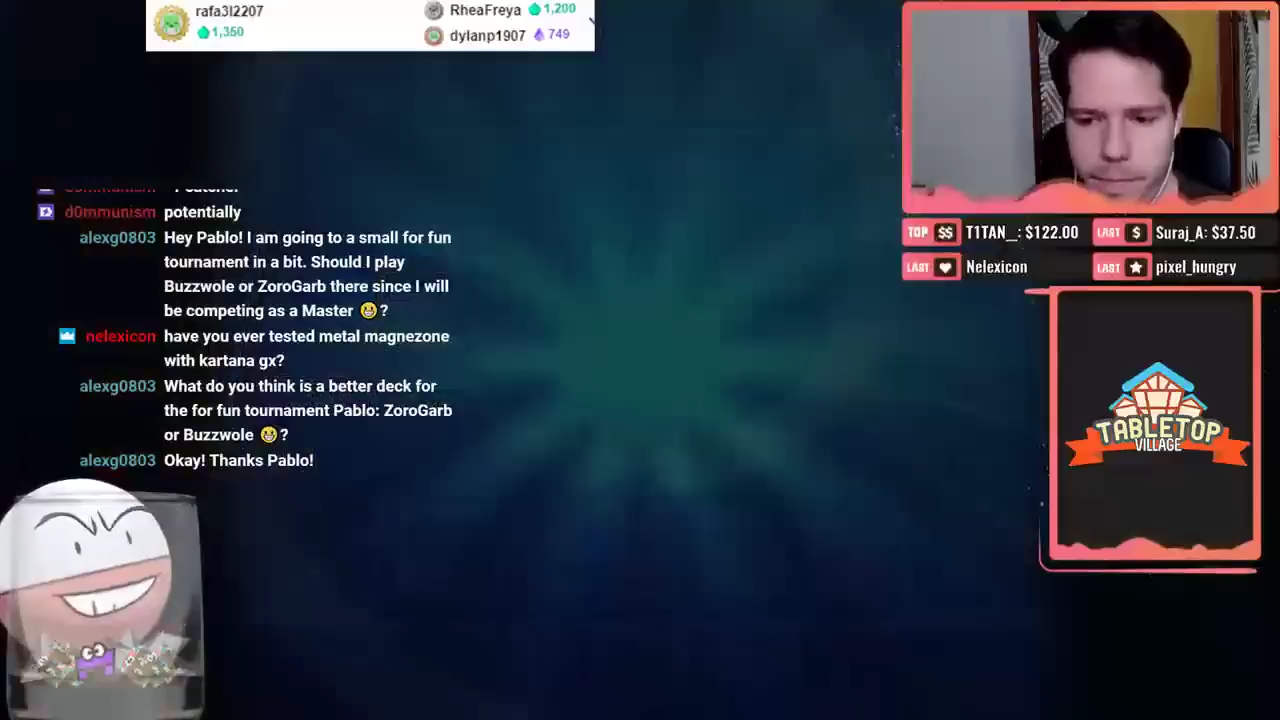 rafa3l2207
1,350
RheaFreya 1,200
dylanp1907 749
d0mmunism potentially
alexg0803 Hey Pablo! I am going to a small for fun
tournament in a bit. Should I play
Buzzwole or ZoroGarb there since I will
be competing as a Master 😀?
nelexicon have you ever tested metal magnezone
with kartana gx?
alexg0803 What do you think is a better deck for
the for fun tournament Pablo: ZoroGarb
or Buzzwole 😀?
alexg0803 Okay! Thanks Pablo!
TOP $$ T1TAN__: $122.00 LAST $ Suraj_A: $37.50
LAST Nelexicon LAST pixel_hungry
TABLETOP
VILLAGE